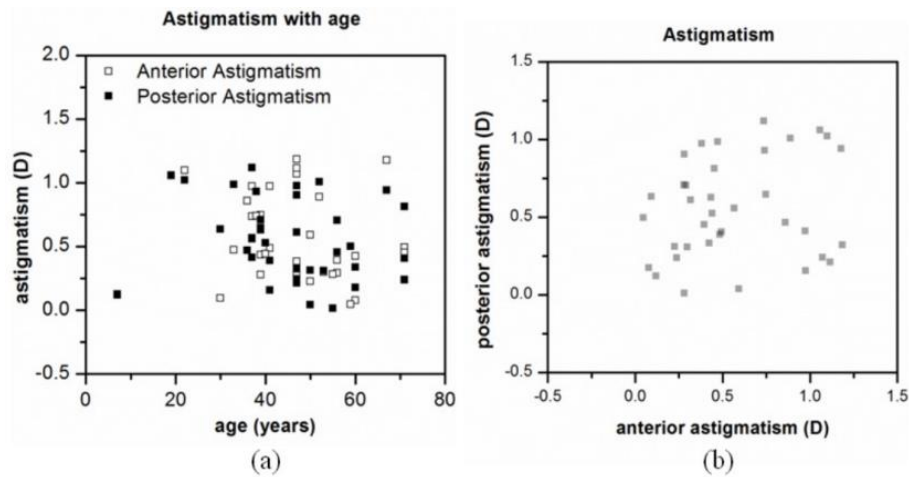 Astigmatism with age
2.0
1.5
1.0
0.5
0.0
-0.5
astigmatism (D)
Anterior Astigmatism
Posterior Astigmatism
0 20 40 60 80
age (years)
(a)
Astigmatism
1.5
1.0
0.5
0.0
-0.5
posterior astigmatism (D)
-0.5 0.0 0.5 1.0 1.5
anterior astigmatism (D)
(b)